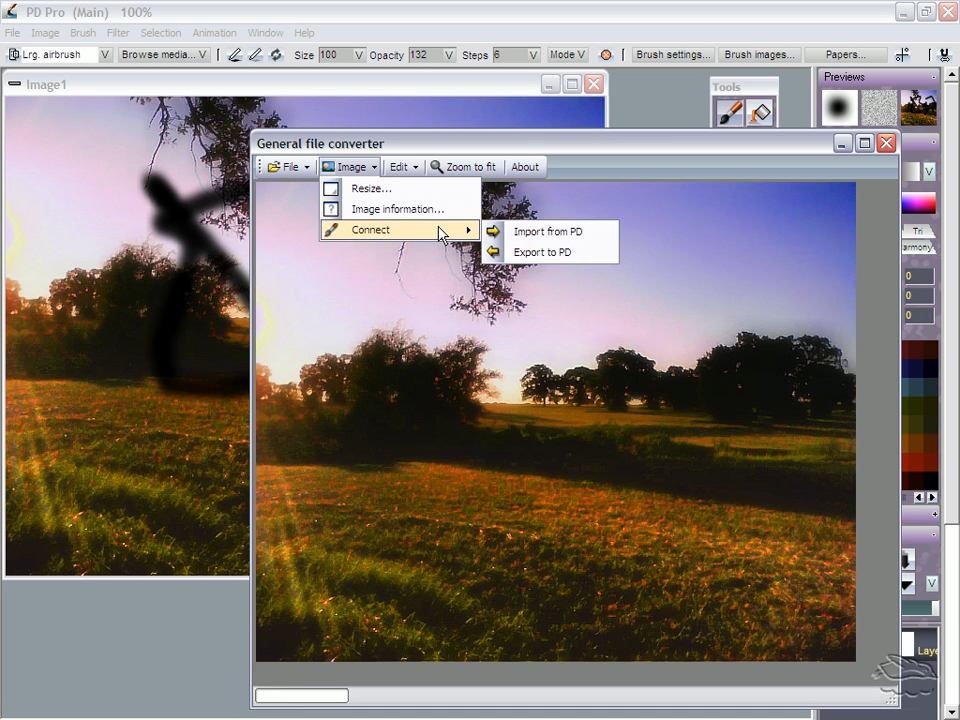 PD Pro (Main) 100%
File Image Brush Filter Selection Animation Window Help
Lrg. airbrush V Browse media... V Size 100 V Opacity 132 V Steps 6 V Mode V Brush settings... Brush images... Papers...
Image1
Tools
Previews
General file converter
File Image Edit Zoom to fit About
Resize...
Image information...
Connect
Import from PD
Export to PD
V
Tri
armony
0
0
0
V
Laye